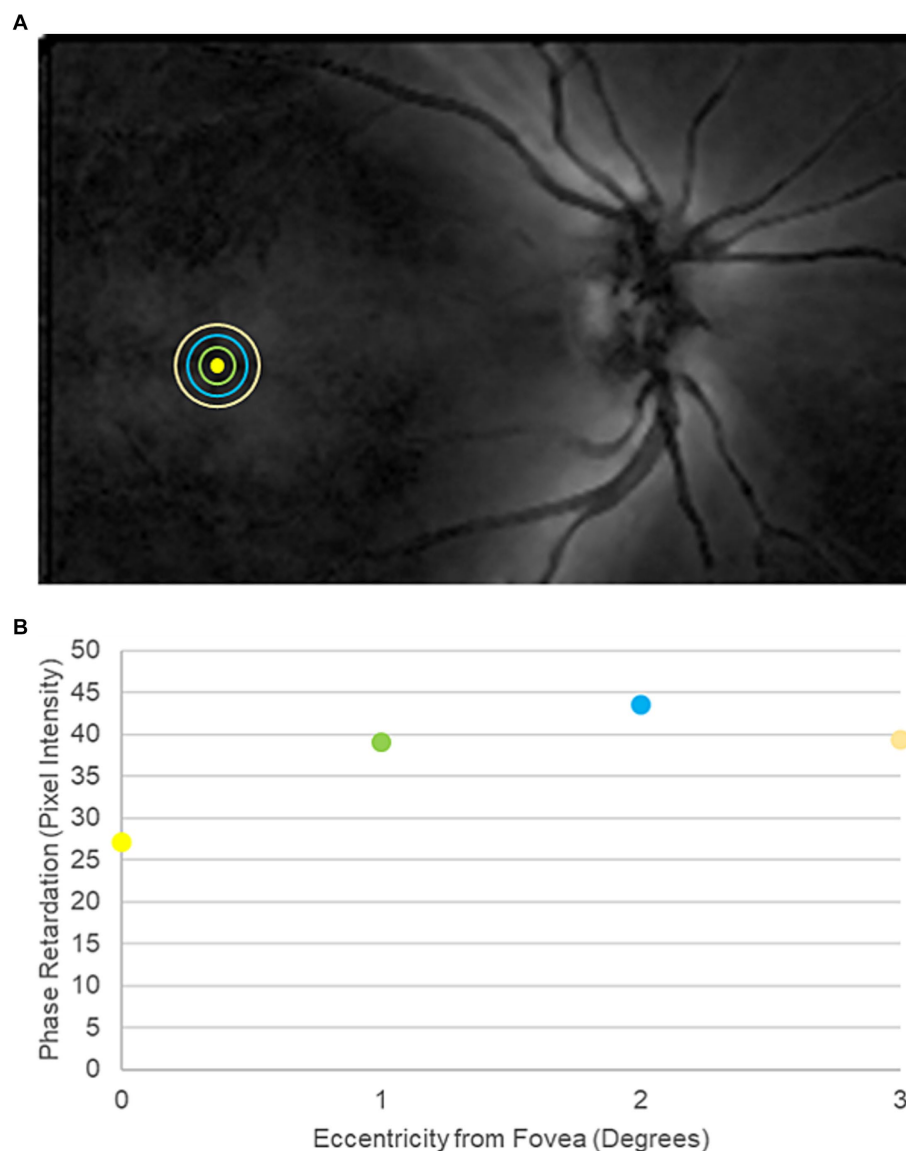 A
B
50
45
40
35
30
25
20
15
10
5
0
Phase Retardation (Pixel Intensity)
0 1 2 3
Eccentricity from Fovea (Degrees)